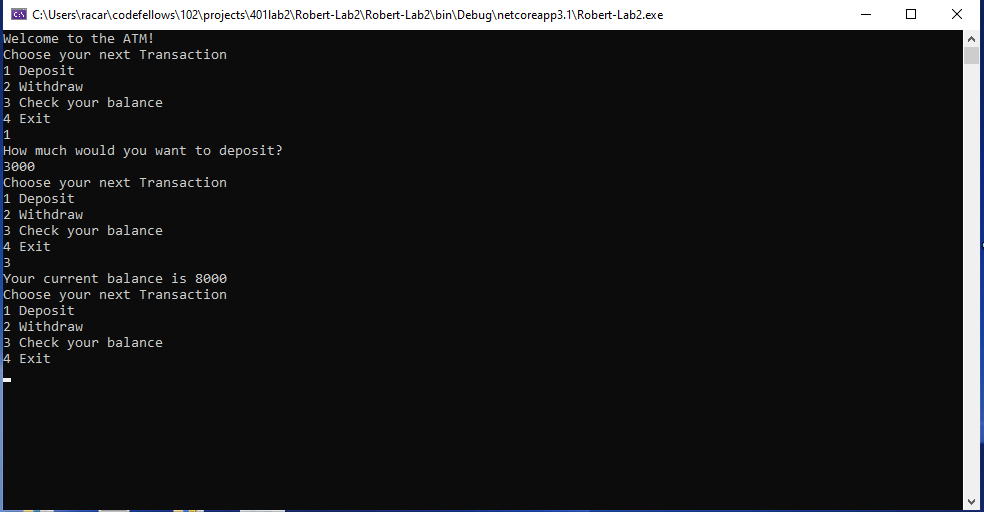 C:\Users\racar\codefellows\102\projects\401lab2\Robert-Lab2\Robert-Lab2\bin\Debug\netcoreapp3.1\Robert-Lab2.exe
Welcome to the ATM!
Choose your next Transaction
1 Deposit
2 Withdraw
3 Check your balance
4 Exit
1
How much would you want to deposit?
3000
Choose your next Transaction
1 Deposit
2 Withdraw
3 Check your balance
4 Exit
3
Your current balance is 8000
Choose your next Transaction
1 Deposit
2 Withdraw
3 Check your balance
4 Exit